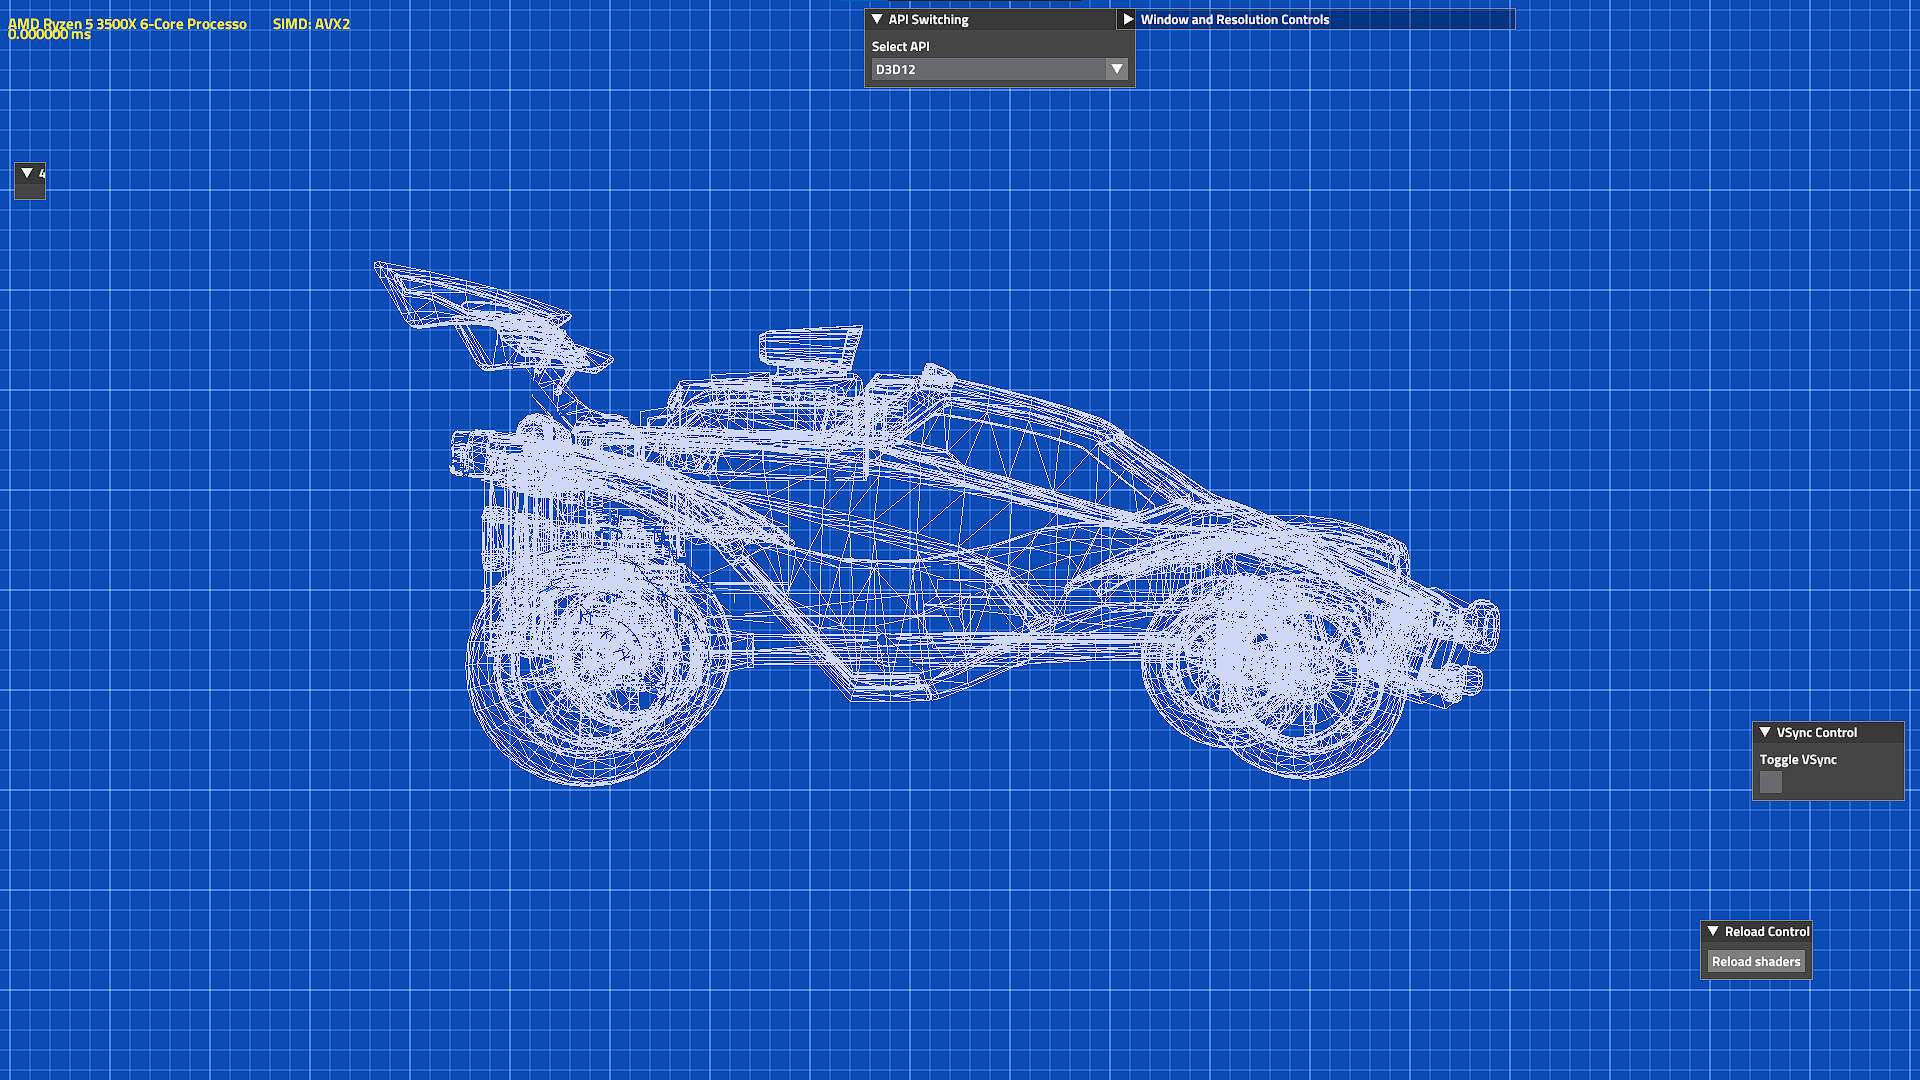 AMD Ryzen 5 3500X 6-Core Processo SIMD: AVX2
0.000000 ms
API Switching
Window and Resolution Controls
Select API
D3D12
4
VSync Control
Toggle VSync
Reload Control
Reload shaders